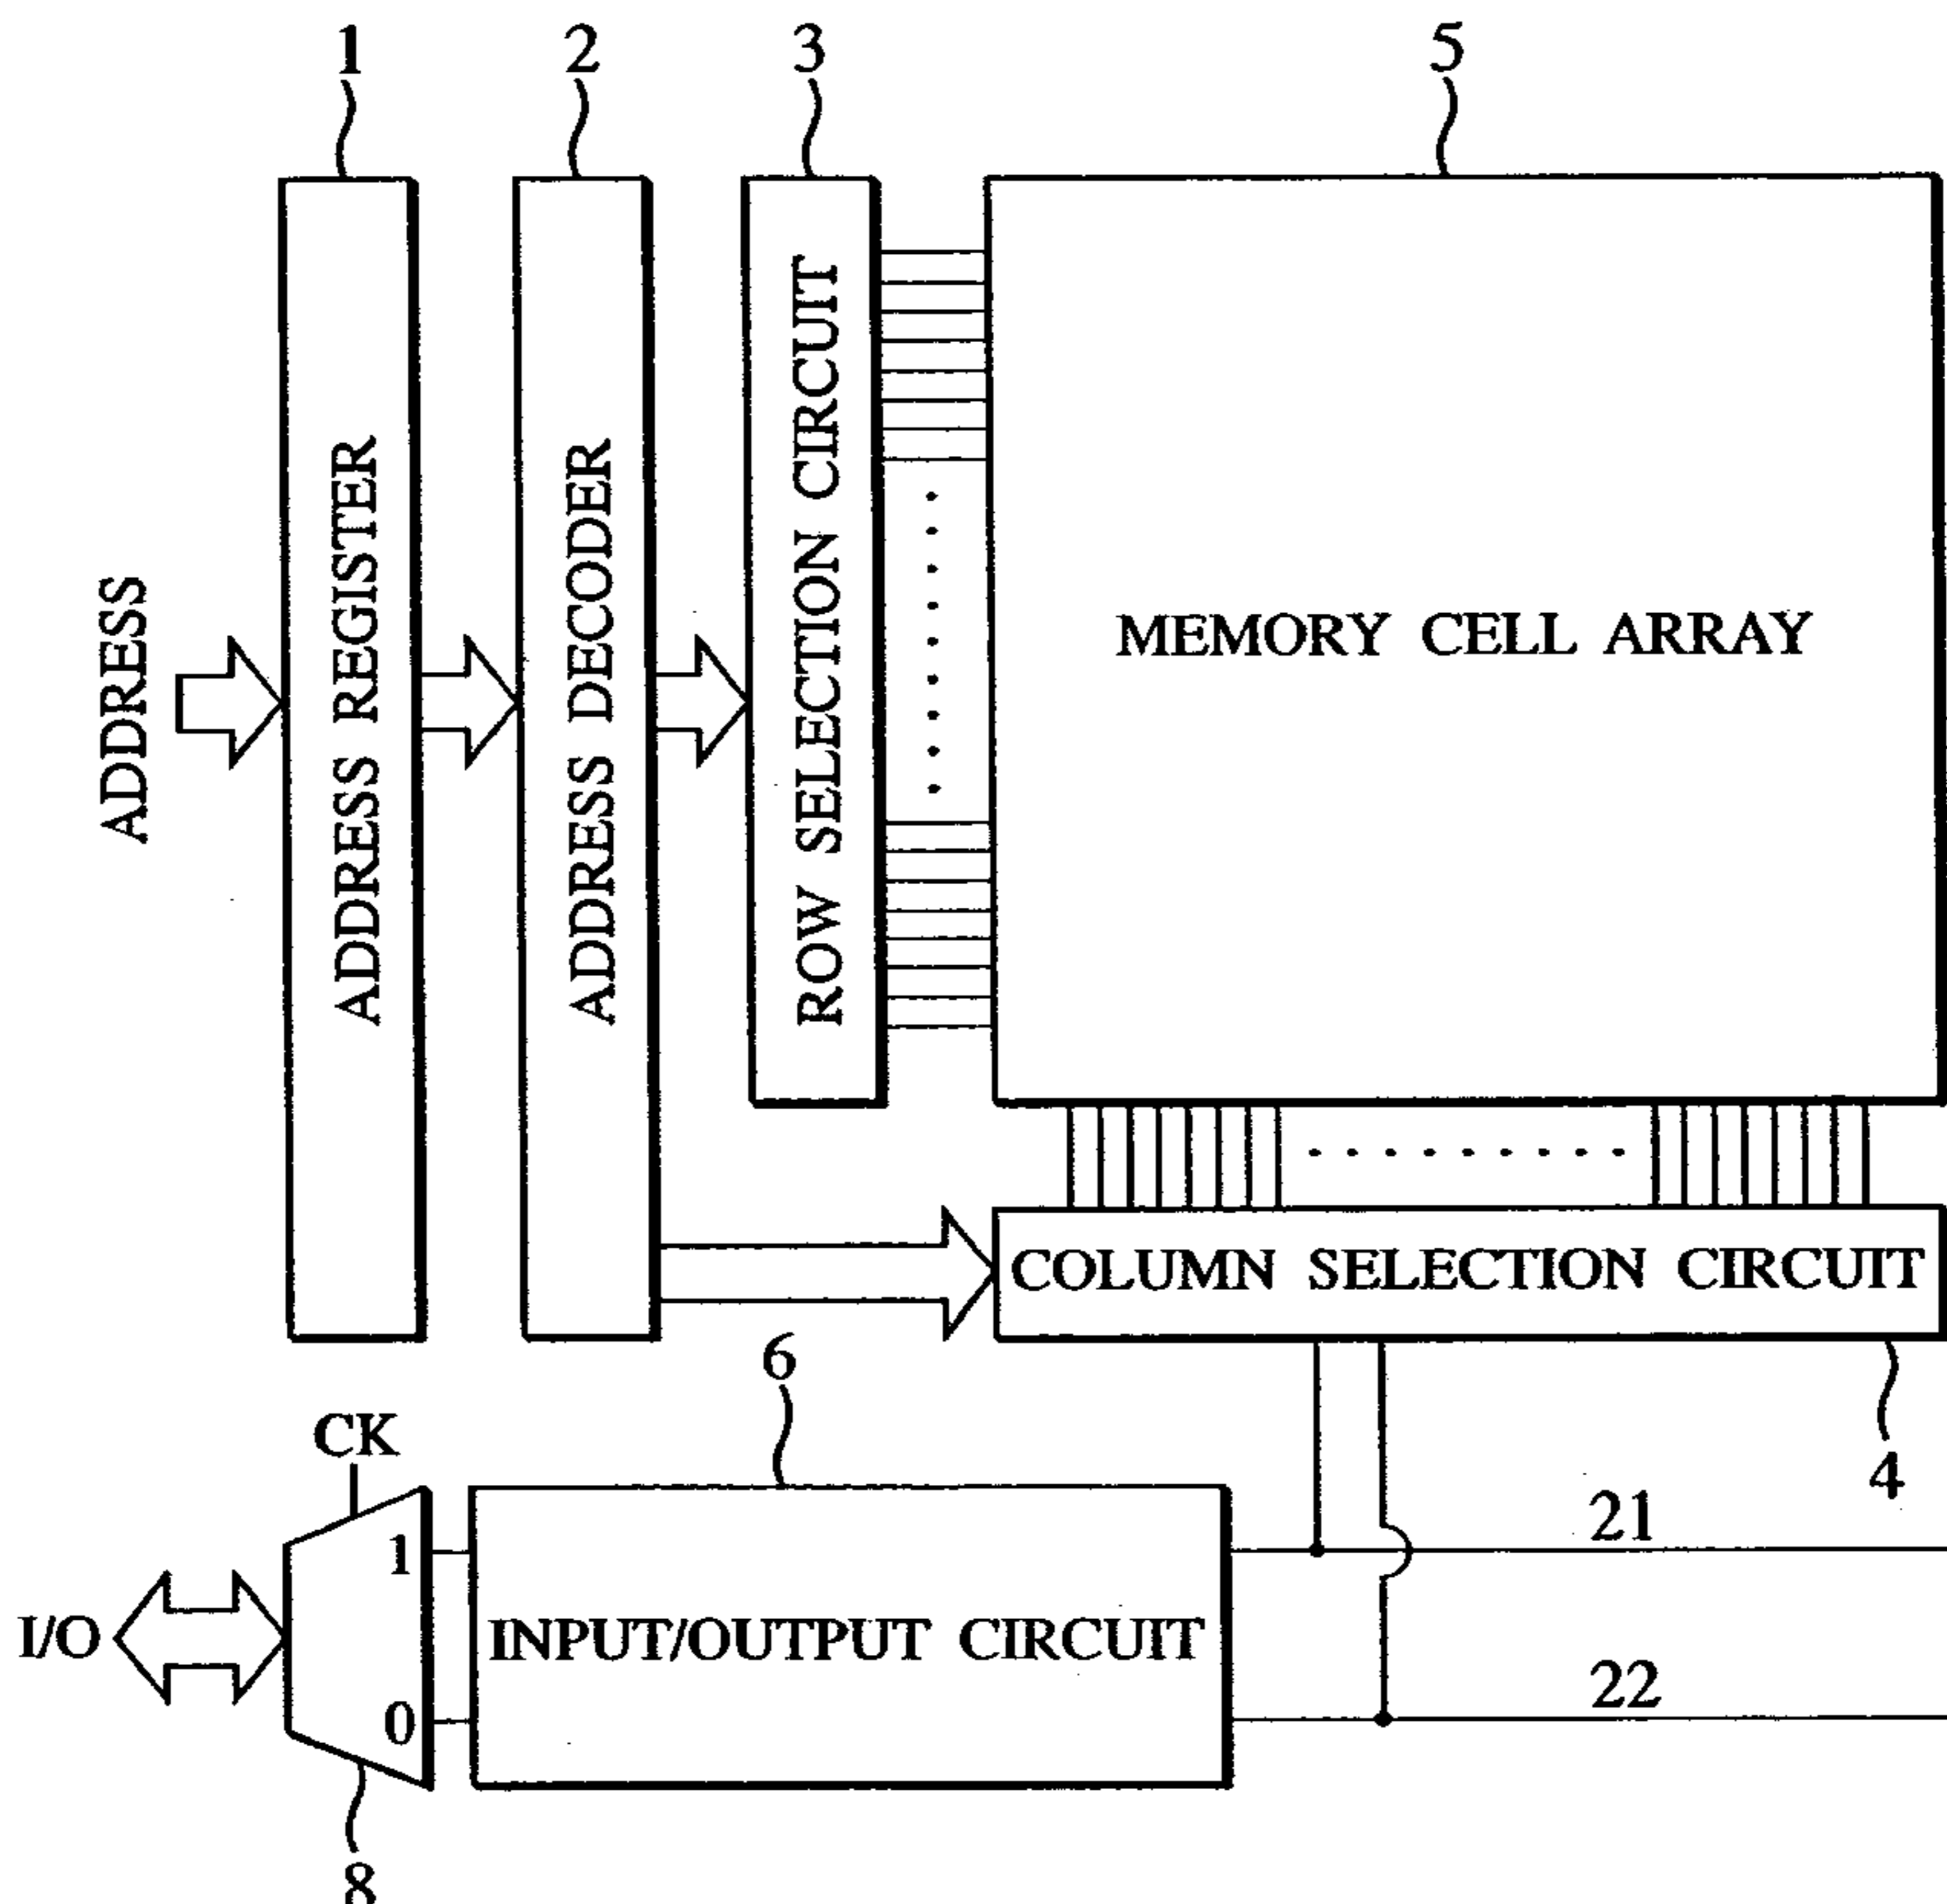 1
2
3
5
ADDRESS
ADDRESS REGISTER
ADDRESS DECODER
ROW SELECTION CIRCUIT
MEMORY CELL ARRAY
COLUMN SELECTION CIRCUIT
6
4
CK
21
1
I/O
INPUT/OUTPUT CIRCUIT
22
0
8